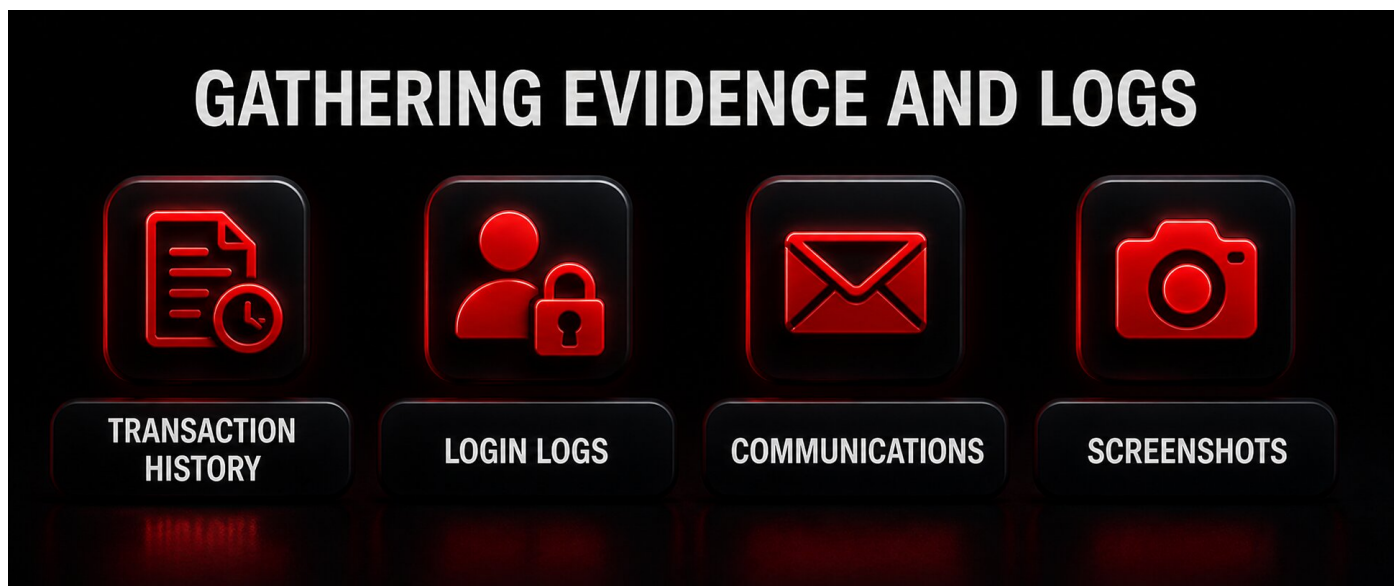 GATHERING EVIDENCE AND LOGS
TRANSACTION
HISTORY
LOGIN LOGS
COMMUNICATIONS
SCREENSHOTS